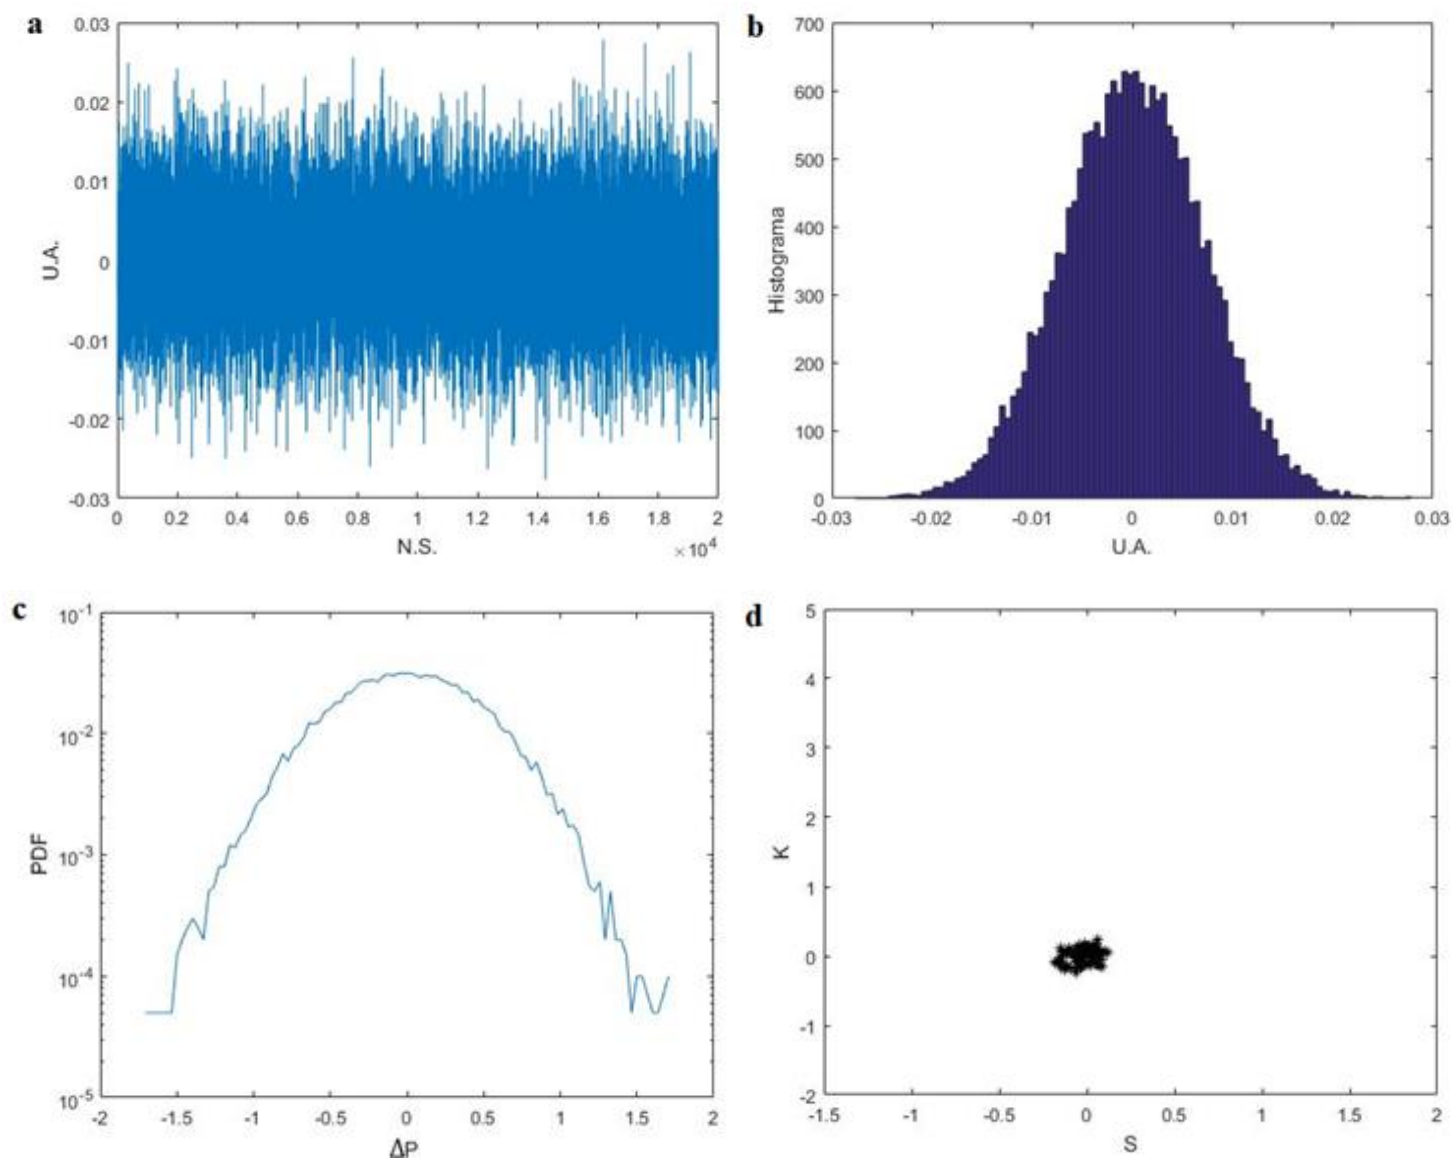 a
0.03
0.02
0.01
0
-0.01
-0.02
-0.03
U.A.
0 0.2 0.4 0.6 0.8 1 1.2 1.4 1.6 1.8 2
N.S.
×10^4
b
700
600
500
400
300
200
100
0
Histograma
-0.03 -0.02 -0.01 0 0.01 0.02 0.03
U.A.
c
10^-1
10^-2
10^-3
10^-4
10^-5
PDF
-2 -1.5 -1 -0.5 0 0.5 1 1.5 2
ΔP
d
5
4
3
2
1
0
-1
-2
K
-1.5 -1 -0.5 0 0.5 1 1.5 2
S